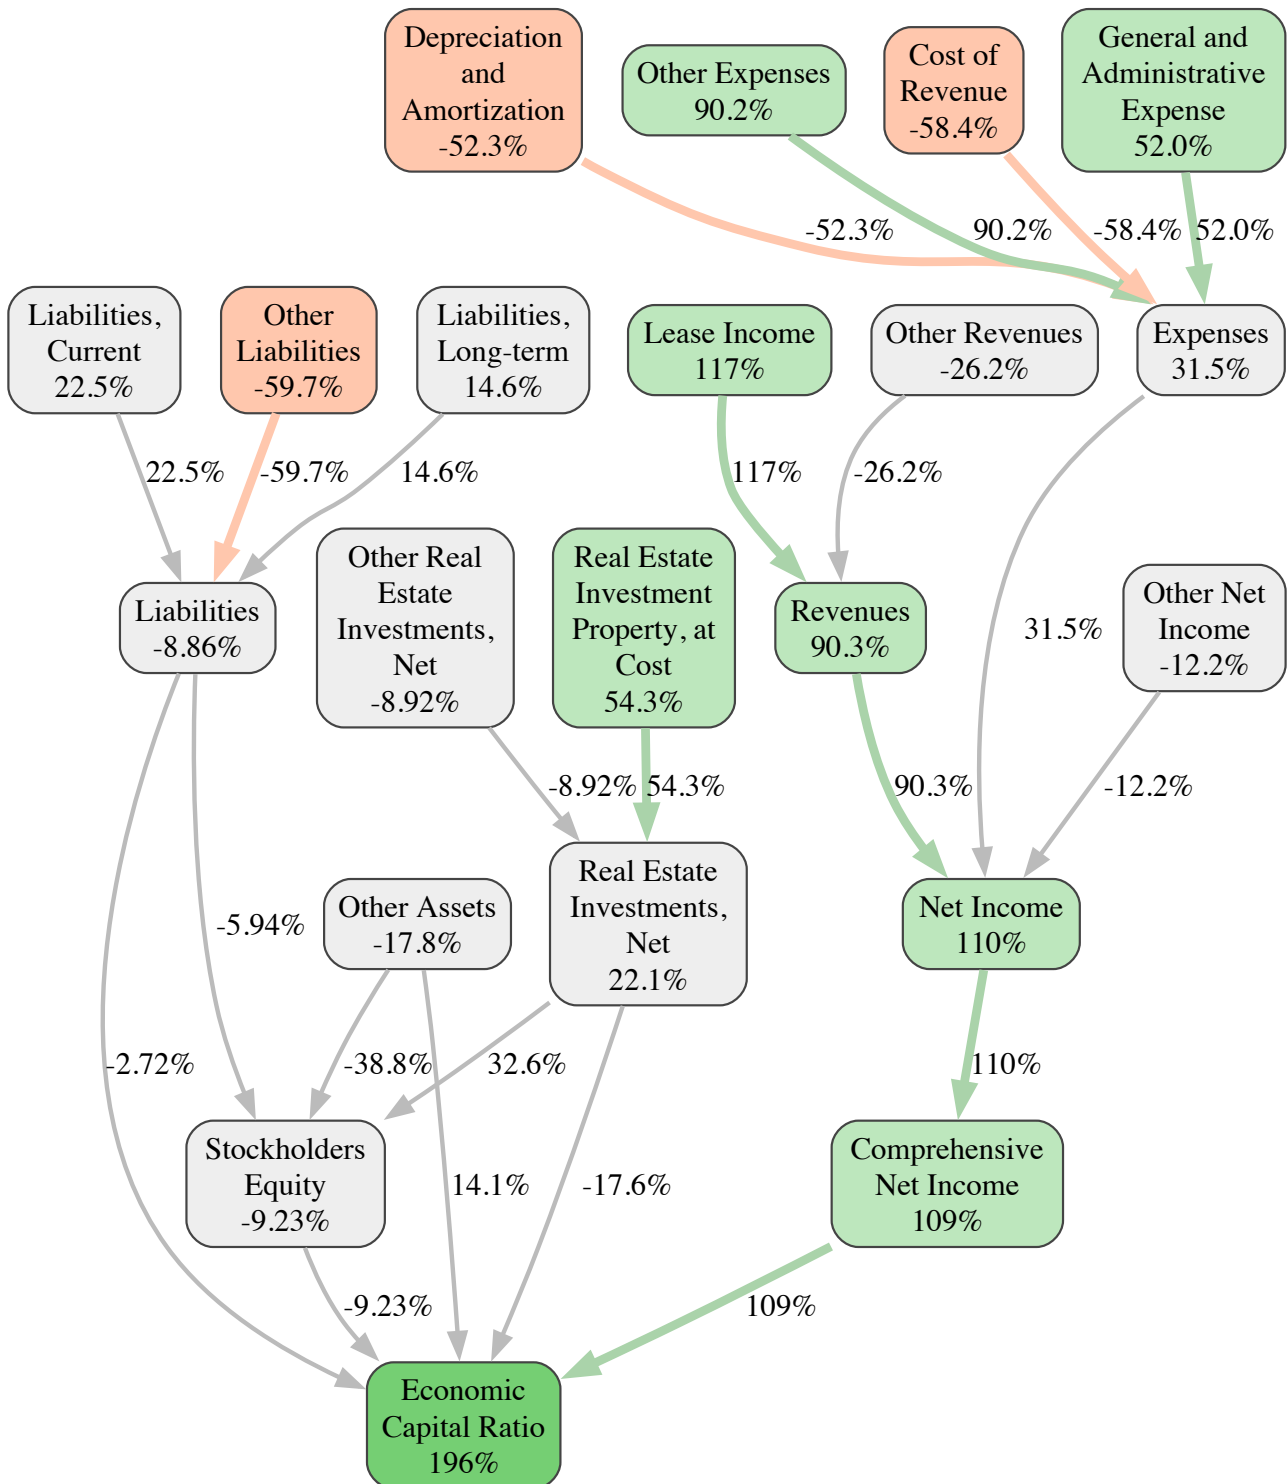 Depreciation
and
Amortization
-52.3%
Other Expenses
90.2%
Cost of
Revenue
-58.4%
General and
Administrative
Expense
52.0%
-52.3%
90.2%
-58.4%
52.0%
Liabilities,
Current
22.5%
Other
Liabilities
-59.7%
Liabilities,
Long-term
14.6%
Lease Income
117%
Other Revenues
-26.2%
Expenses
31.5%
22.5%
-59.7%
14.6%
117%
-26.2%
Liabilities
-8.86%
Other Real
Estate
Investments,
Net
-8.92%
Real Estate
Investment
Property, at
Cost
54.3%
Revenues
90.3%
31.5%
Other Net
Income
-12.2%
-8.92%
54.3%
90.3%
-12.2%
-5.94%
Other Assets
-17.8%
Real Estate
Investments,
Net
22.1%
Net Income
110%
-2.72%
-38.8%
32.6%
110%
Stockholders
Equity
-9.23%
14.1%
-17.6%
Comprehensive
Net Income
109%
-9.23%
109%
Economic
Capital Ratio
196%